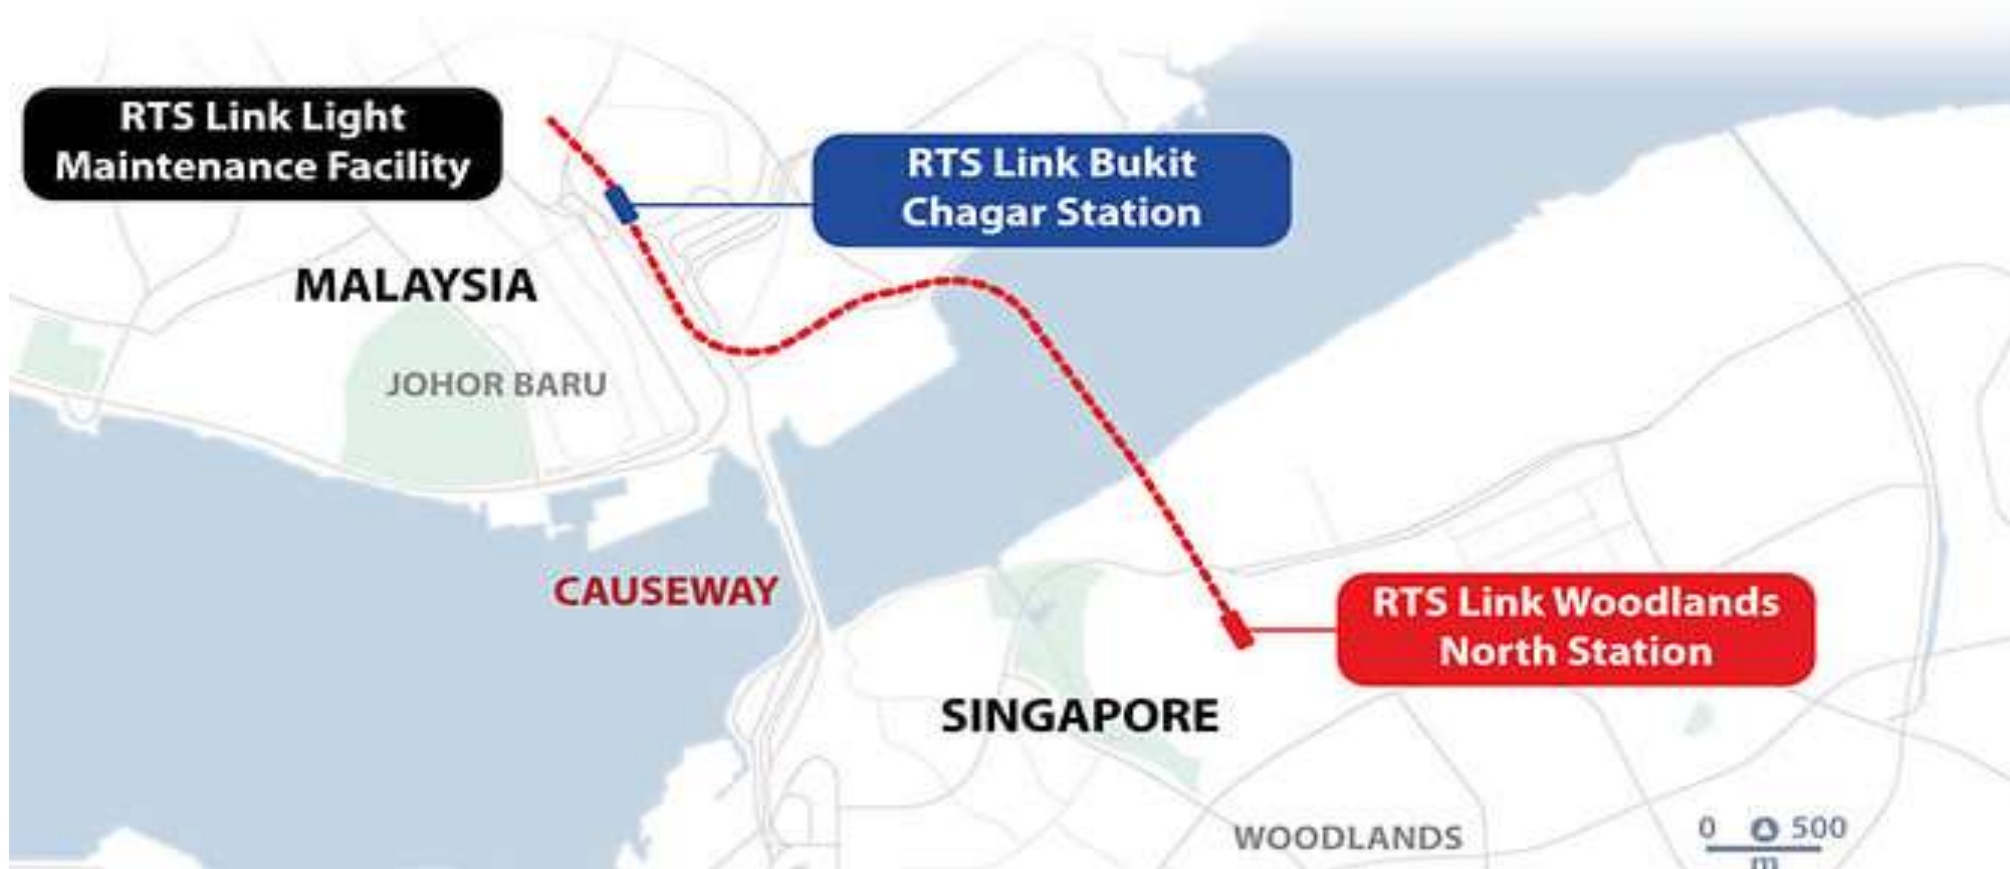 RTS Link Light
Maintenance Facility
RTS Link Bukit
Chagar Station
MALAYSIA
JOHOR BARU
CAUSEWAY
RTS Link Woodlands
North Station
SINGAPORE
WOODLANDS
0 500
m